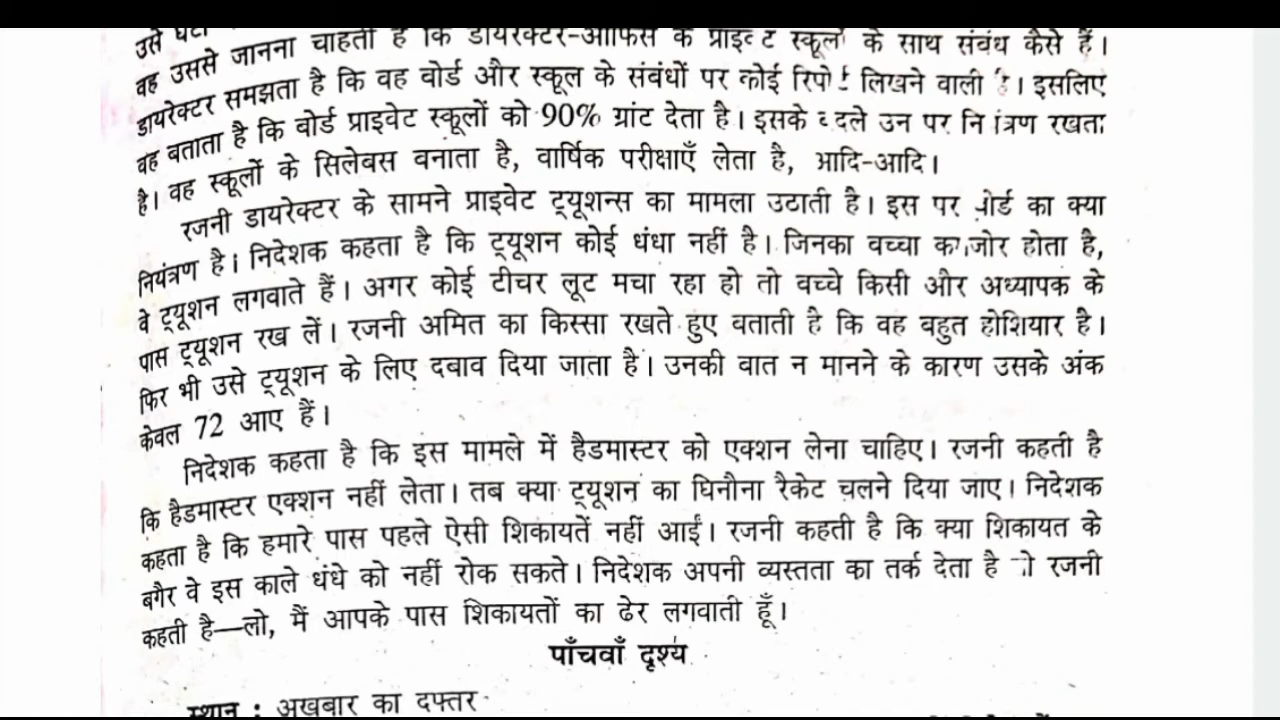 उसे घंटा
वह उससे जानना चाहती है कि डायरेक्टर-ऑफिस के प्राइवेट स्कूलों के साथ संबंध कैसे हैं।
डायरेक्टर समझता है कि वह बोर्ड और स्कूल के संबंधों पर कोई रिपोर्ट लिखने वाली है। इसलिए
वह बताता है कि बोर्ड प्राइवेट स्कूलों को 90% ग्रांट देता है। इसके बदले उन पर नियंत्रण रखता
है। वह स्कूलों के सिलेबस बनाता है, वार्षिक परीक्षाएँ लेता है, आदि-आदि।
रजनी डायरेक्टर के सामने प्राइवेट ट्यूशन्स का मामला उठाती है। इस पर बोर्ड का क्या
नियंत्रण है। निदेशक कहता है कि ट्यूशन कोई धंधा नहीं है। जिनका बच्चा कमजोर होता है,
वे ट्यूशन लगवाते हैं। अगर कोई टीचर लूट मचा रहा हो तो बच्चे किसी और अध्यापक के
पास ट्यूशन रख लें। रजनी अमित का किस्सा रखते हुए बताती है कि वह बहुत होशियार है।
फिर भी उसे ट्यूशन के लिए दबाव दिया जाता है। उनकी बात न मानने के कारण उसके अंक
केवल 72 आए हैं।
निदेशक कहता है कि इस मामले में हैडमास्टर को एक्शन लेना चाहिए। रजनी कहती है
कि हैडमास्टर एक्शन नहीं लेता। तब क्या ट्यूशन का घिनौना रैकेट चलने दिया जाए। निदेशक
कहता है कि हमारे पास पहले ऐसी शिकायतें नहीं आईं। रजनी कहती है कि क्या शिकायत के
बगैर वे इस काले धंधे को नहीं रोक सकते। निदेशक अपनी व्यस्तता का तर्क देता है तो रजनी
कहती है—लो, मैं आपके पास शिकायतों का ढेर लगवाती हूँ।
पाँचवाँ दृश्य
स्थान : अखबार का दफ्तर